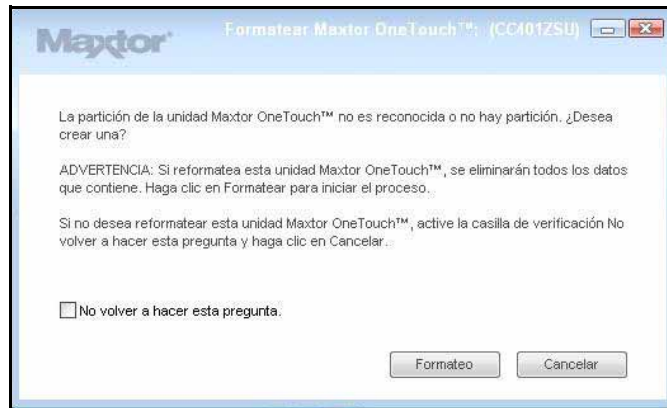 Maxtor
Formatear Maxtor OneTouch™: (CC401ZSU)
La partición de la unidad Maxtor OneTouch™ no es reconocida o no hay partición. ¿Desea
crear una?
ADVERTENCIA: Si reformatea esta unidad Maxtor OneTouch™, se eliminarán todos los datos
que contiene. Haga clic en Formatear para iniciar el proceso.
Si no desea reformatear esta unidad Maxtor OneTouch™, active la casilla de verificación No
volver a hacer esta pregunta y haga clic en Cancelar.
No volver a hacer esta pregunta.
Formateo
Cancelar